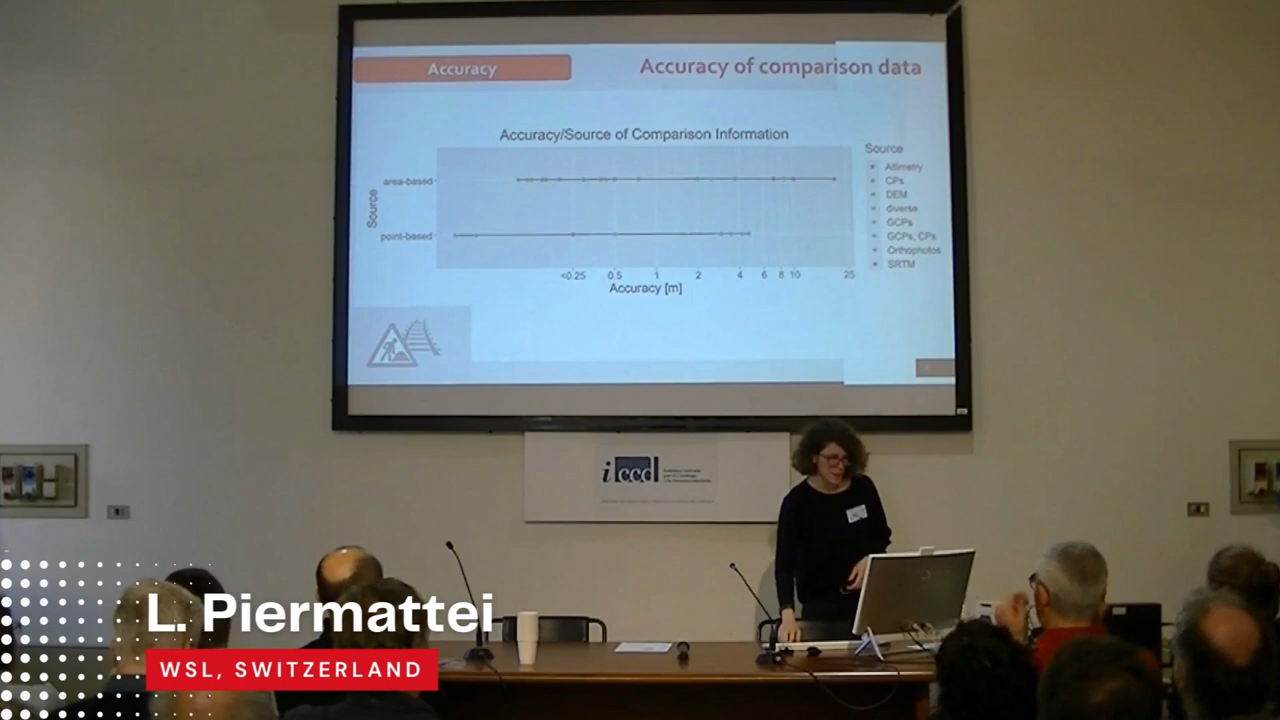 Accuracy
Accuracy of comparison data
Accuracy/Source of Comparison Information
Source
area-based
point-based
<0.25 0.5 1 2 4 6 8 10 25
Accuracy [m]
Source
Altimetry
CPs
DEM
diverse
GCPs
GCPs, CPs
Orthophotos
SRTM
iccd
L. Piermattei
WSL, SWITZERLAND